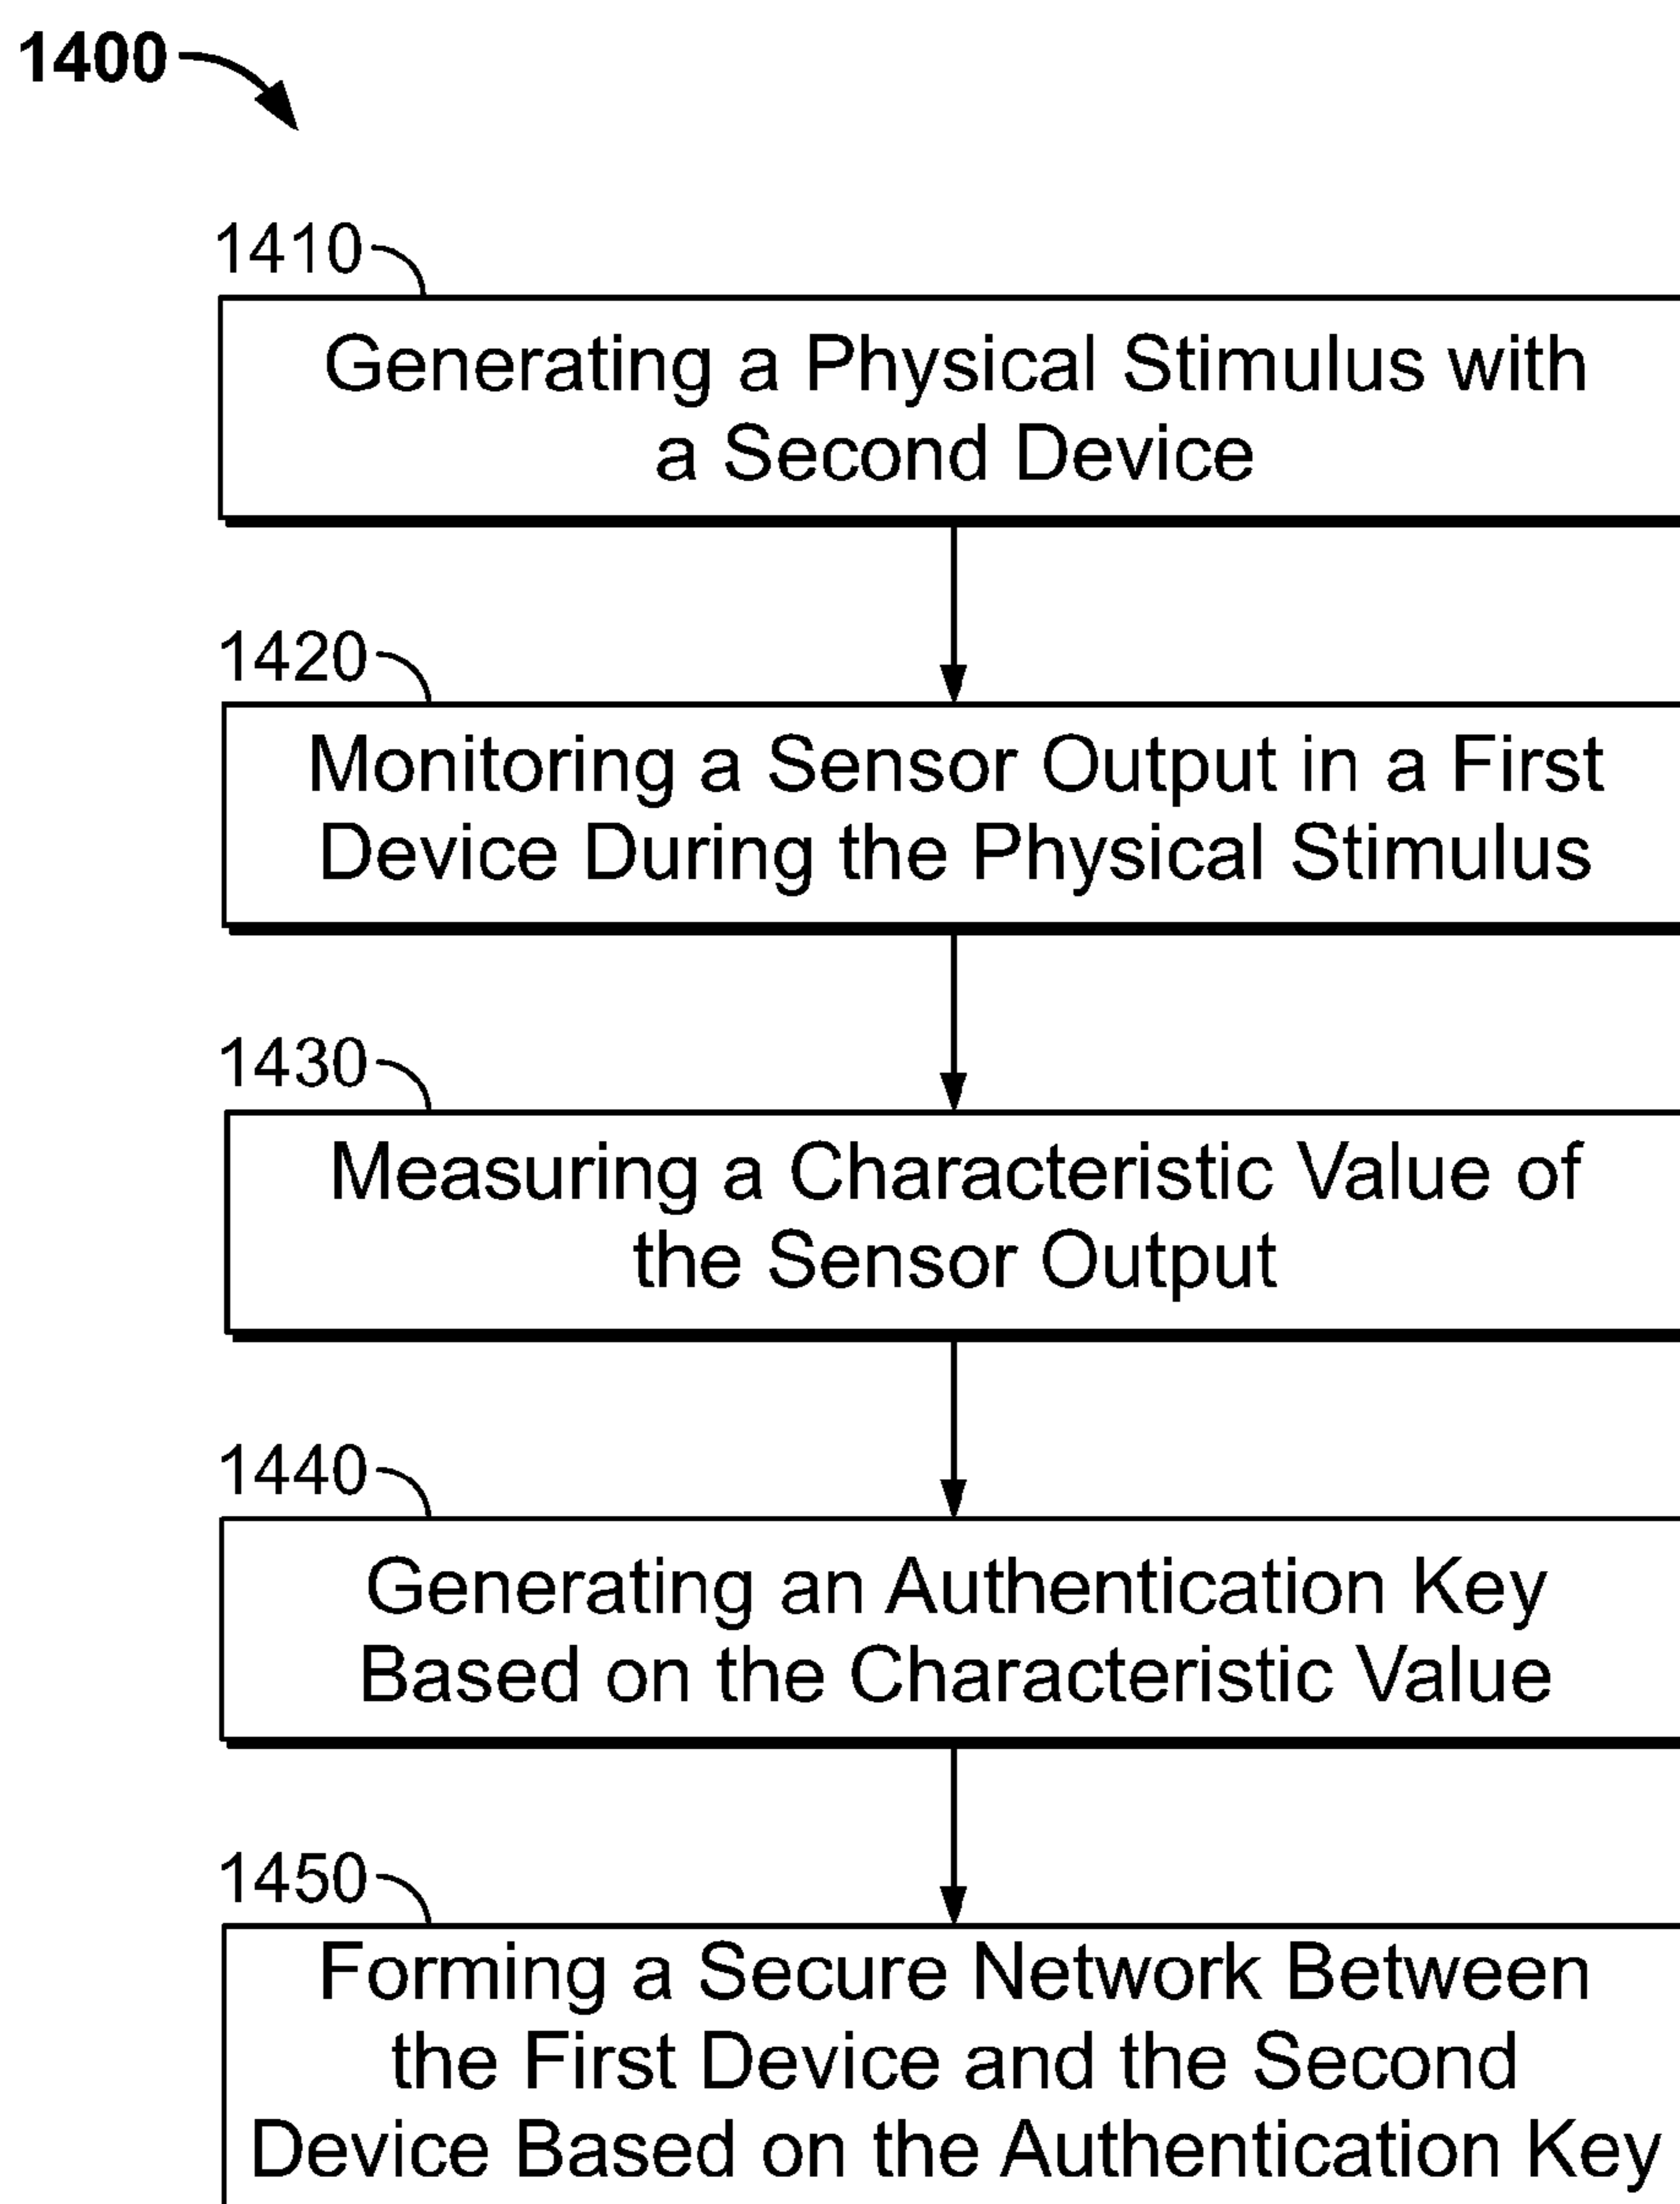 1400
1410
Generating a Physical Stimulus with
a Second Device
1420
Monitoring a Sensor Output in a First
Device During the Physical Stimulus
1430
Measuring a Characteristic Value of
the Sensor Output
1440
Generating an Authentication Key
Based on the Characteristic Value
1450
Forming a Secure Network Between
the First Device and the Second
Device Based on the Authentication Key